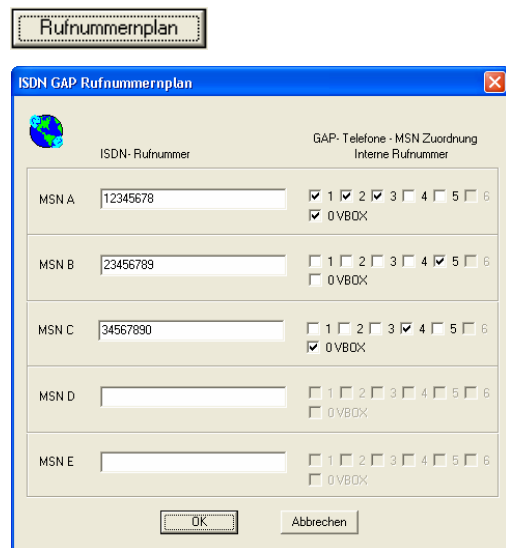 Rufnummernplan
ISDN GAP Rufnummernplan
ISDN- Rufnummer
GAP- Telefone - MSN Zuordnung
Interne Rufnummer
MSN A 12345678 1 2 3 4 5 6
0 VBOX
MSN B 23456789 1 2 3 4 5 6
0 VBOX
MSN C 34567890 1 2 3 4 5 6
0 VBOX
MSN D 1 2 3 4 5 6
0 VBOX
MSN E 1 2 3 4 5 6
0 VBOX
OK Abbrechen